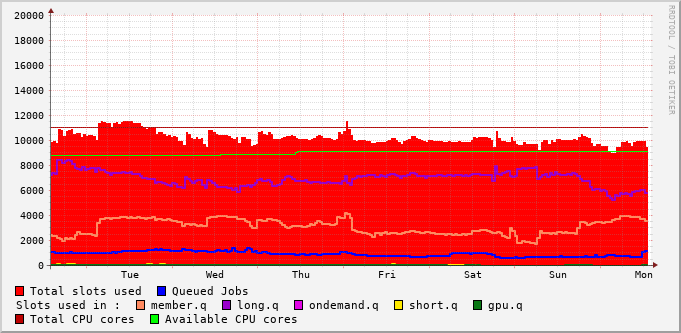 20000
18000
16000
14000
12000
10000
8000
6000
4000
2000
0
Tue Wed Thu Fri Sat Sun Mon
RRDTOOL / TOBI OETIKER
Total slots used Queued Jobs
Slots used in : member.q long.q ondemand.q short.q gpu.q
Total CPU cores Available CPU cores